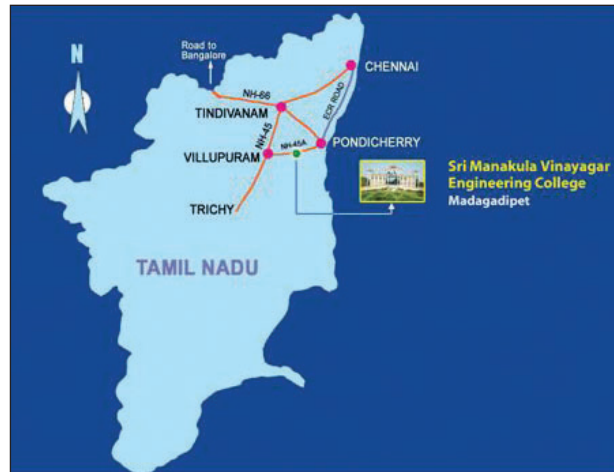 N
Road to
Bangalore
CHENNAI
NH-66
ECR ROAD
TINDIVANAM
NH-45
PONDICHERRY
NH-45A
VILLUPURAM
Sri Manakula Vinayagar
Engineering College
Madagadipet
TRICHY
TAMIL NADU